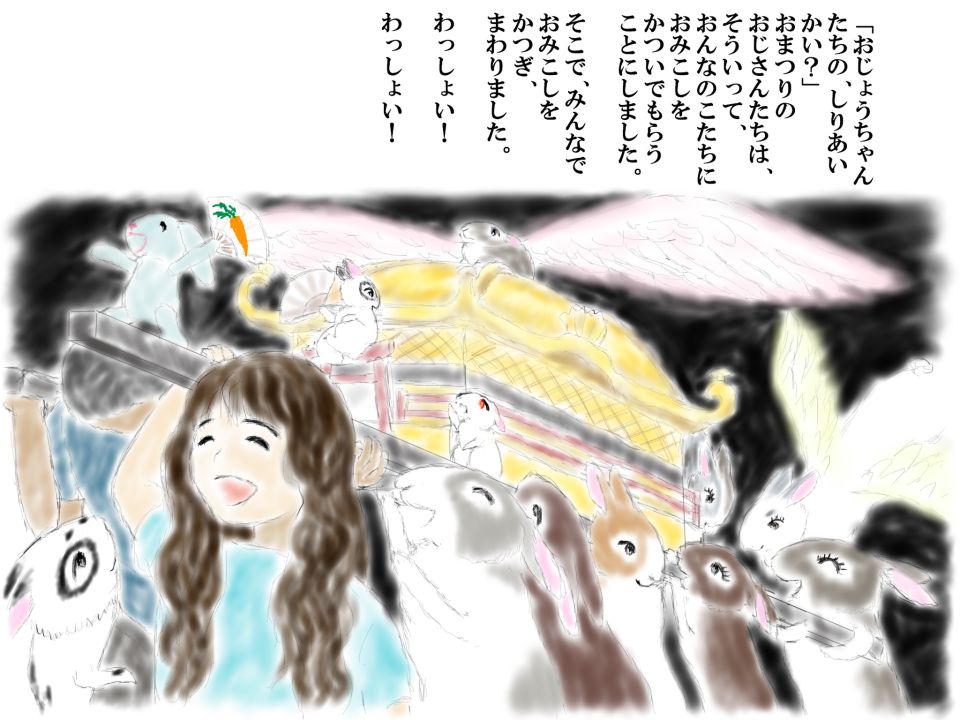 「おじょうちゃん
たちの、しりあい
かい？」
おまつりの
おじさんたちは、
そういって、
おんなのこたちに
おみこしを
かついでもらう
ことにしました。
そこで、みんなで
おみこしを
かつぎ、
まわりました。
わっしょい！
わっしょい！